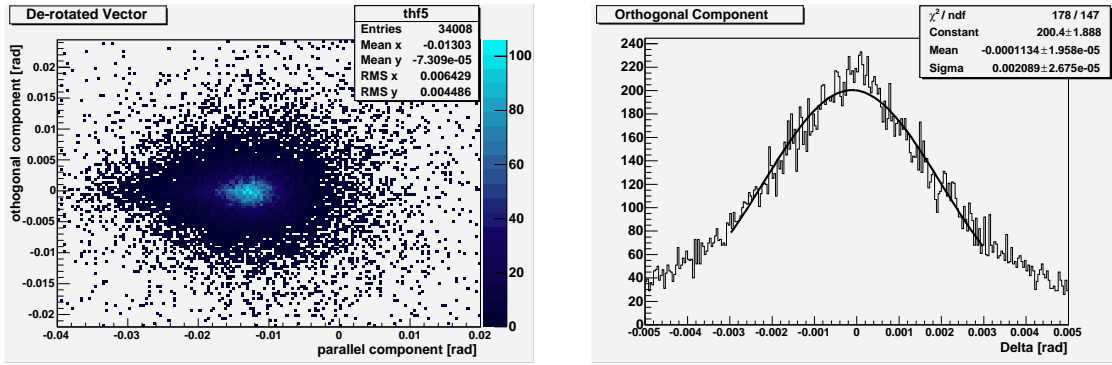 De-rotated Vector
thf5
Entries 34008
Mean x -0.01303
Mean y -7.309e-05
RMS x 0.006429
RMS y 0.004486
othogonal component [rad]
0.02
0.015
0.01
0.005
0
-0.005
-0.01
-0.015
-0.02
-0.04 -0.03 -0.02 -0.01 0 0.01 0.02
parallel component [rad]
100
80
60
40
20
0
Orthogonal Component
χ² / ndf 178 / 147
Constant 200.4±1.888
Mean -0.0001134±1.958e-05
Sigma 0.002089±2.675e-05
240
220
200
180
160
140
120
100
80
60
40
20
0
-0.005 -0.004 -0.003 -0.002 -0.001 0 0.001 0.002 0.003 0.004 0.005
Delta [rad]